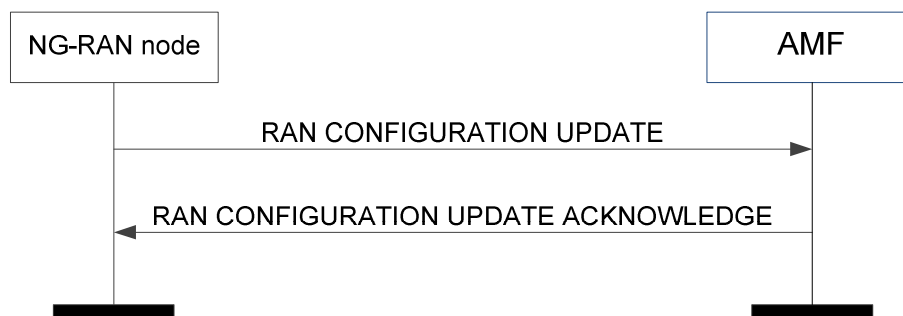 NG-RAN node
AMF
RAN CONFIGURATION UPDATE
RAN CONFIGURATION UPDATE ACKNOWLEDGE